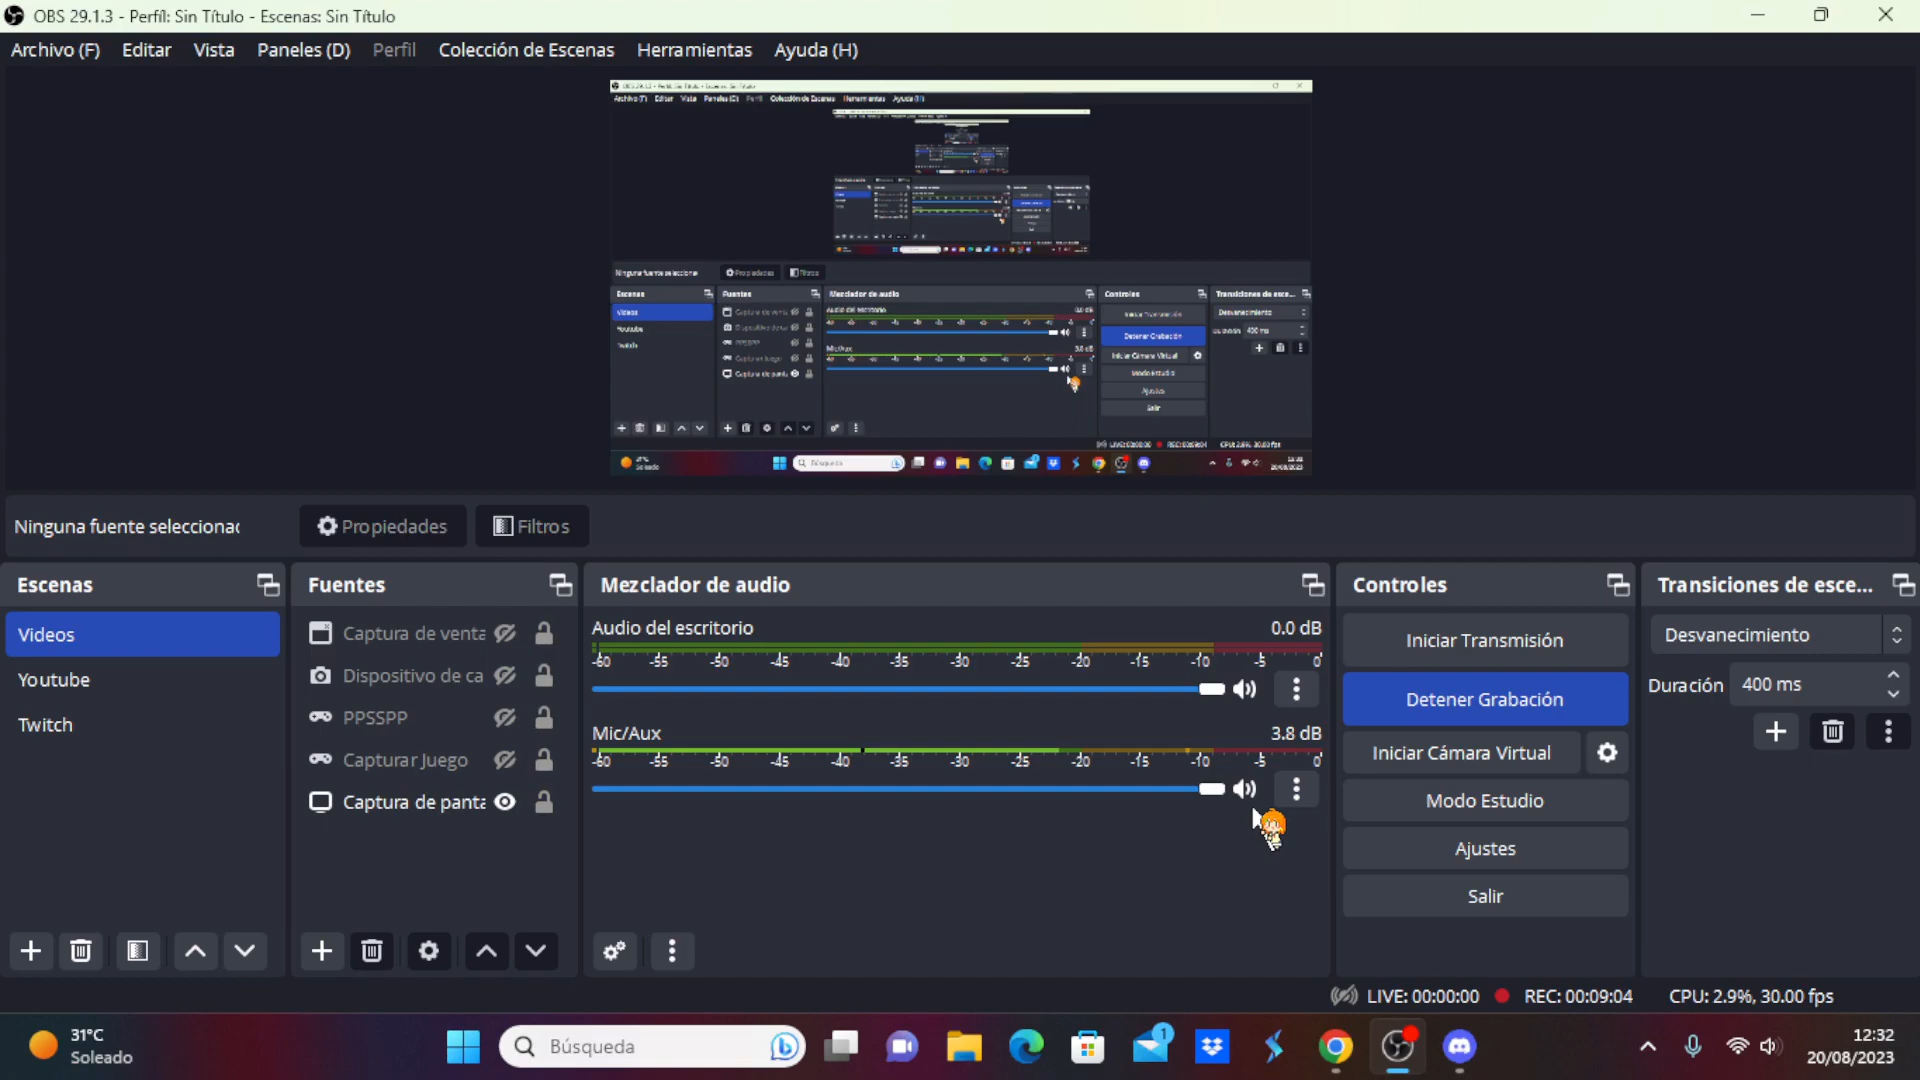 OBS 29.1.3 - Perfil: Sin Título - Escenas: Sin Título
Archivo (F) Editar Vista Paneles (D) Perfil Colección de Escenas Herramientas Ayuda (H)
Ninguna fuente seleccionac
Propiedades Filtros
Escenas
Videos
Youtube
Twitch
Fuentes
Captura de venta
Dispositivo de ca
PPSSPP
Capturar Juego
Captura de panta
Mezclador de audio
Audio del escritorio 0.0 dB
-60 -55 -50 -45 -40 -35 -30 -25 -20 -15 -10 -5 0
Mic/Aux 3.8 dB
-60 -55 -50 -45 -40 -35 -30 -25 -20 -15 -10 -5 0
Controles
Iniciar Transmisión
Detener Grabación
Iniciar Cámara Virtual
Modo Estudio
Ajustes
Salir
Transiciones de esce...
Desvanecimiento
Duración 400 ms
LIVE: 00:00:00 REC: 00:09:04 CPU: 2.9%, 30.00 fps
31°C
Soleado
Búsqueda
1
12:32
20/08/2023